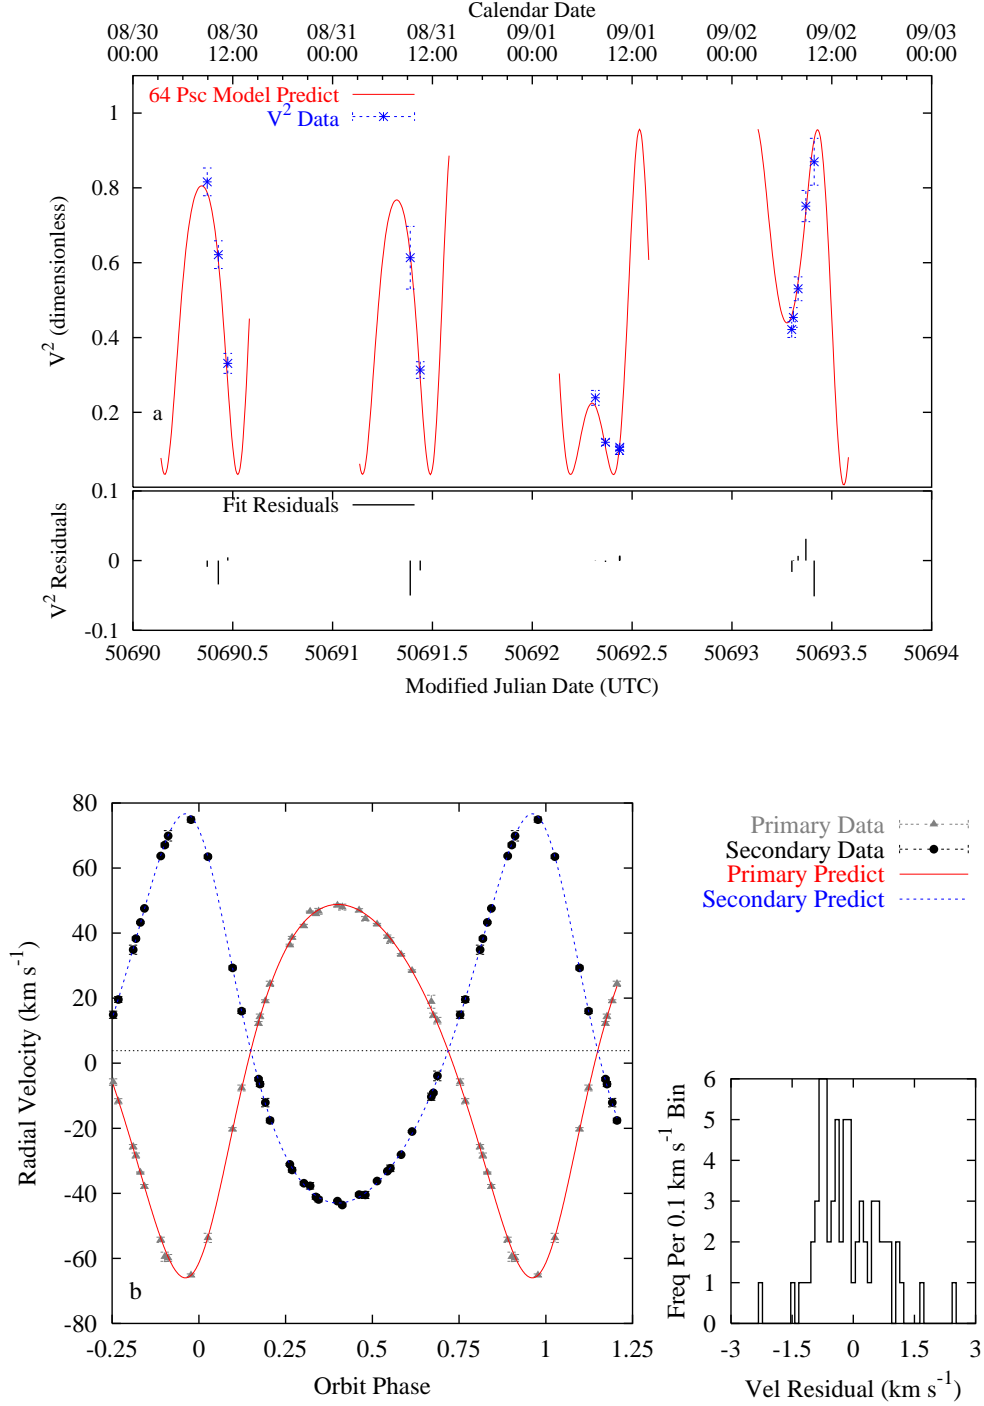 Calendar Date
08/30 08/30 08/31 08/31 09/01 09/01 09/02 09/02 09/03
00:00 12:00 00:00 12:00 00:00 12:00 00:00 12:00 00:00
64 Psc Model Predict
V² Data
1
0.8
0.6
0.4
0.2
V² (dimensionless)
a
0.1
0
-0.1
V² Residuals
Fit Residuals
50690 50690.5 50691 50691.5 50692 50692.5 50693 50693.5 50694
Modified Julian Date (UTC)
80
60
40
20
0
-20
-40
-60
-80
Radial Velocity (km s⁻¹)
b
-0.25 0 0.25 0.5 0.75 1 1.25
Orbit Phase
Primary Data
Secondary Data
Primary Predict
Secondary Predict
6
5
4
3
2
1
0
Freq Per 0.1 km s⁻¹ Bin
-3 -1.5 0 1.5 3
Vel Residual (km s⁻¹)